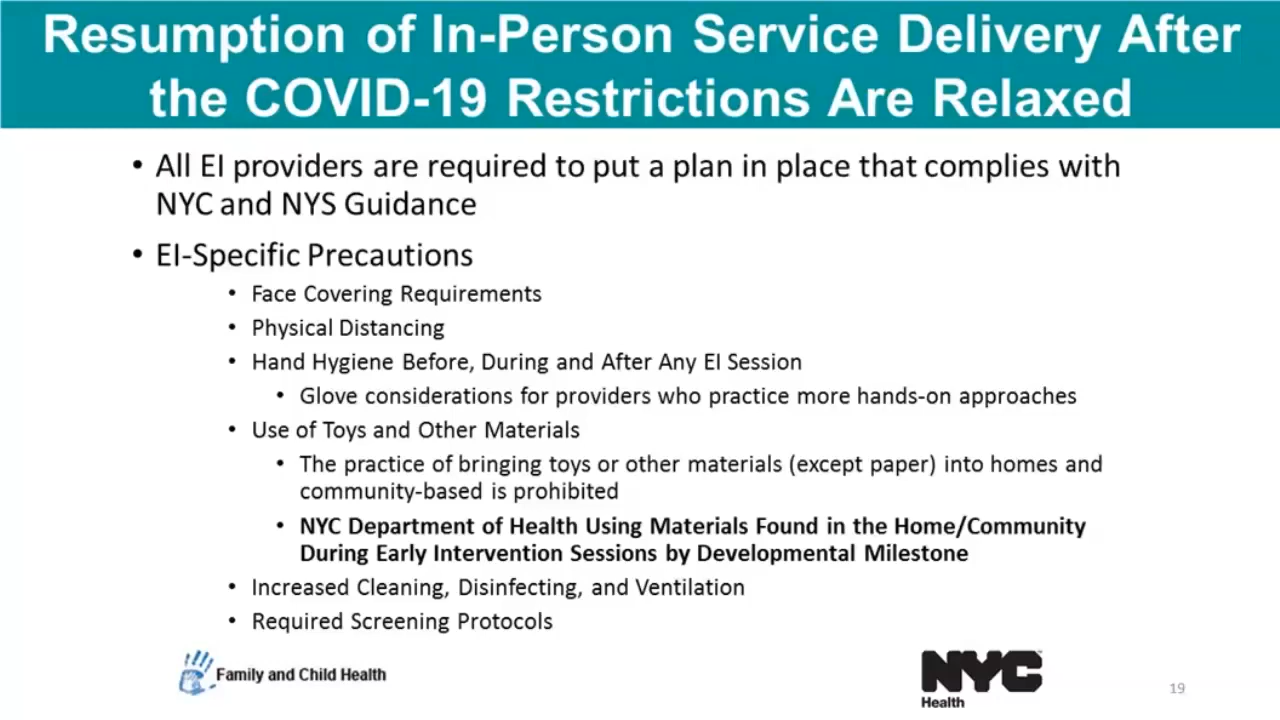 Resumption of In-Person Service Delivery After
the COVID-19 Restrictions Are Relaxed
• All EI providers are required to put a plan in place that complies with
NYC and NYS Guidance
• EI-Specific Precautions
• Face Covering Requirements
• Physical Distancing
• Hand Hygiene Before, During and After Any EI Session
• Glove considerations for providers who practice more hands-on approaches
• Use of Toys and Other Materials
• The practice of bringing toys or other materials (except paper) into homes and
community-based is prohibited
• NYC Department of Health Using Materials Found in the Home/Community
During Early Intervention Sessions by Developmental Milestone
• Increased Cleaning, Disinfecting, and Ventilation
• Required Screening Protocols
Family and Child Health
NYC
Health
19